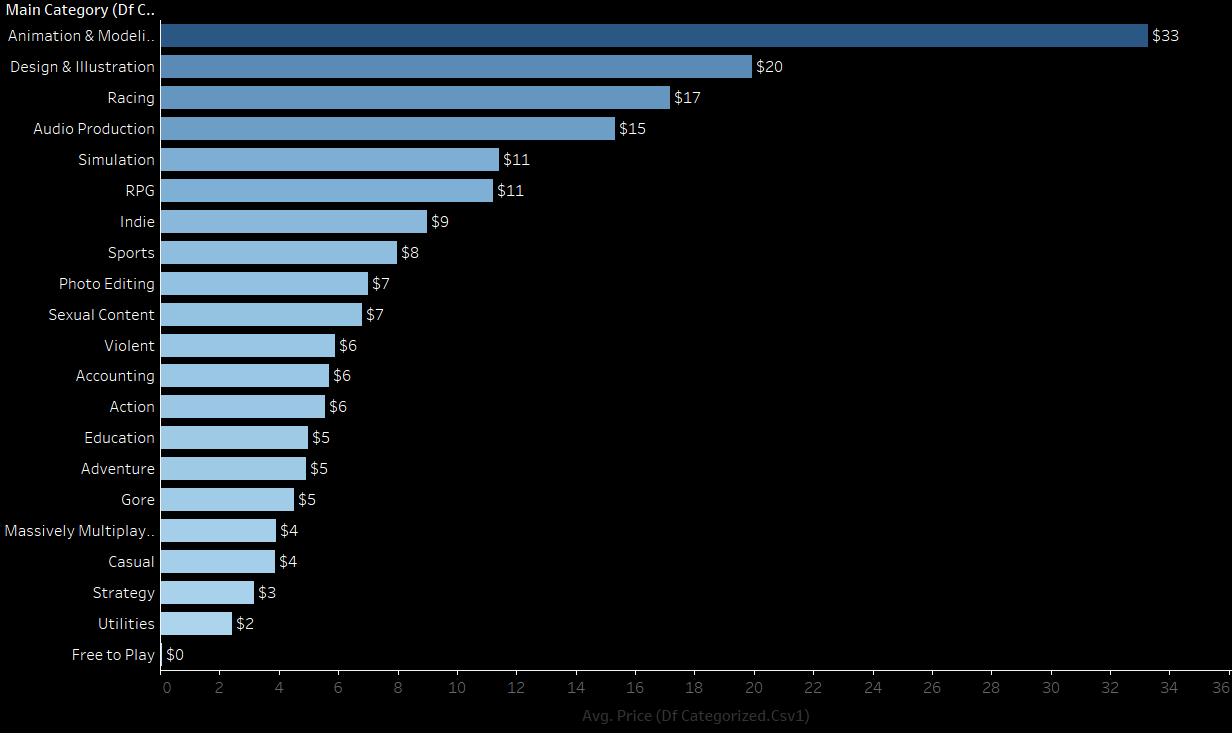 Main Category (Df C..
Animation & Modeli.. $33
Design & Illustration $20
Racing $17
Audio Production $15
Simulation $11
RPG $11
Indie $9
Sports $8
Photo Editing $7
Sexual Content $7
Violent $6
Accounting $6
Action $6
Education $5
Adventure $5
Gore $5
Massively Multiplay.. $4
Casual $4
Strategy $3
Utilities $2
Free to Play $0
0 2 4 6 8 10 12 14 16 18 20 22 24 26 28 30 32 34 36
Avg. Price (Df Categorized.Csv1)